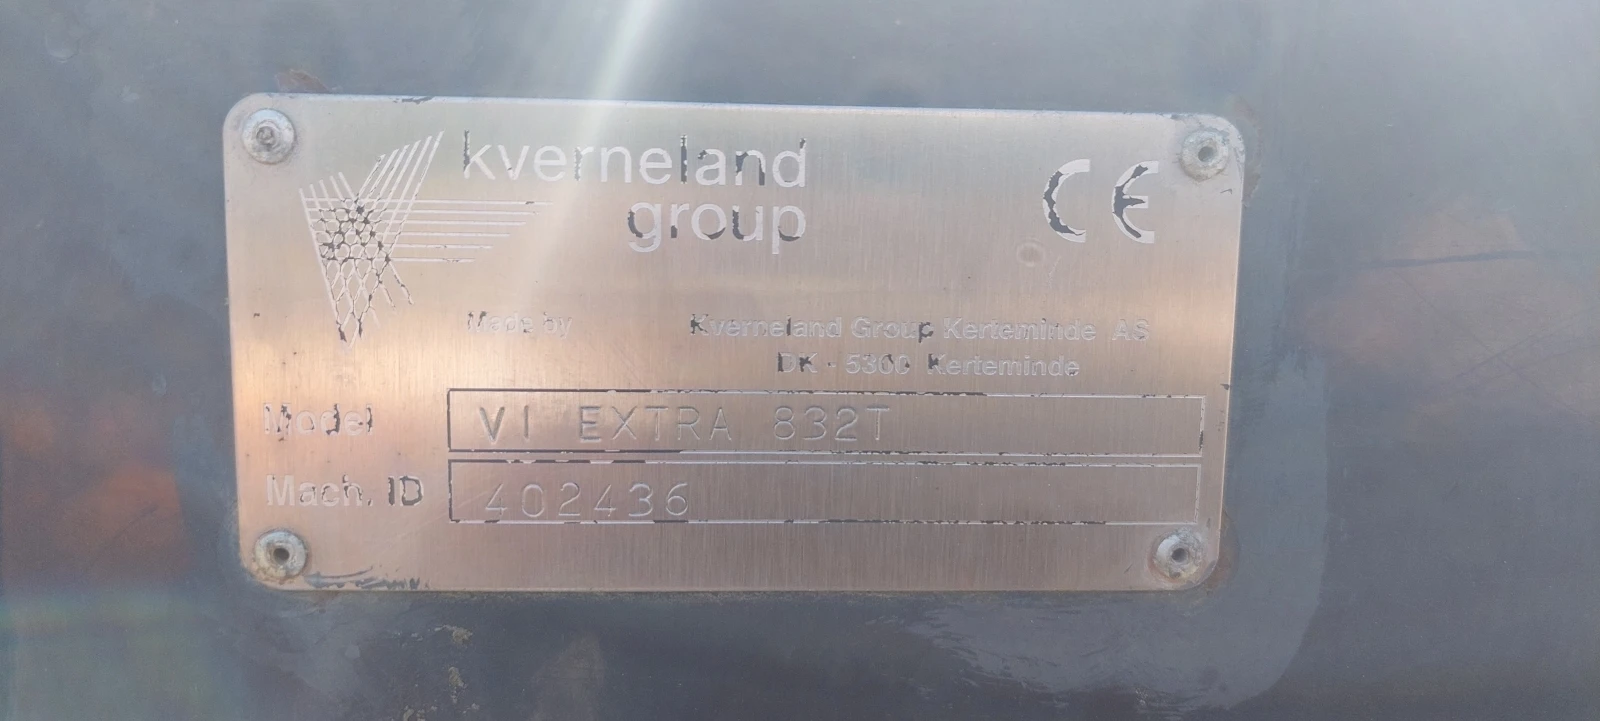 kverneland
group
CE
Made by Kverneland Group Kerteminde AS
DK - 5300 Kerteminde
Model VI EXTRA 832T
Mach. ID 402436